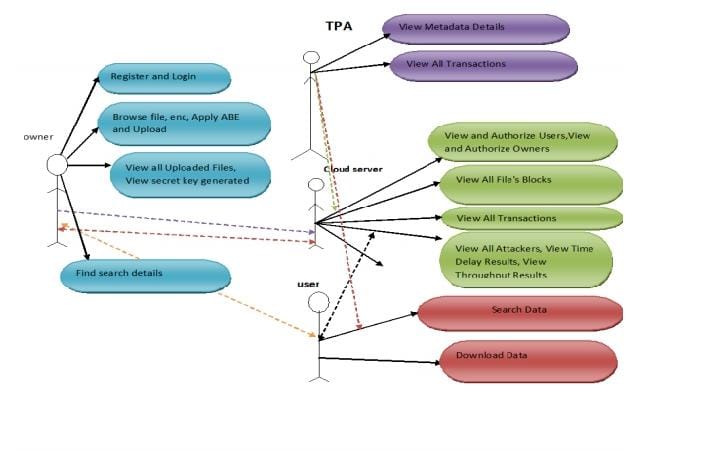 TPA
View Metadata Details
View All Transactions
Register and Login
Browse file, enc, Apply ABE
and Upload
owner
View all Uploaded Files,
View secret key generated
Find search details
Cloud server
View and Authorize Users,View
and Authorize Owners
View All File's Blocks
View All Transactions
View All Attackers, View Time
Delay Results, View
Throughout Results
user
Search Data
Download Data